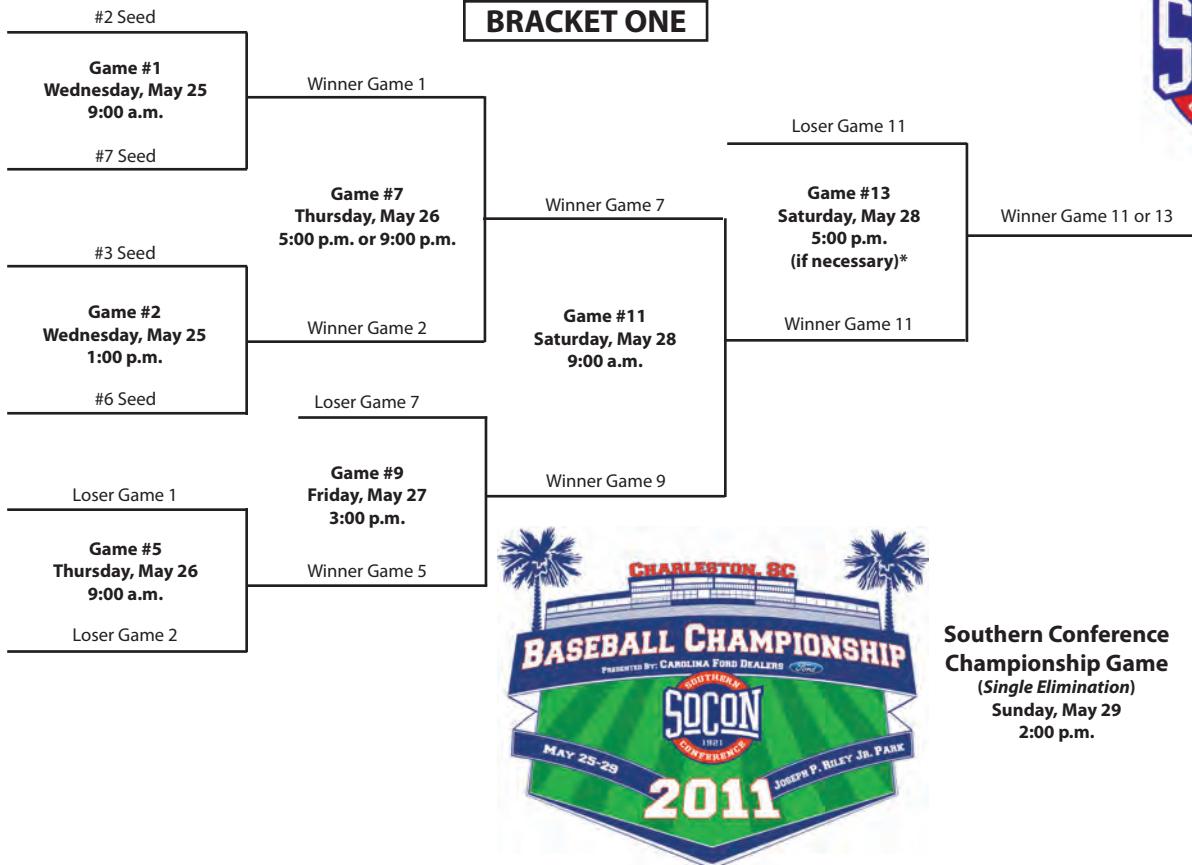 BRACKET ONE
#2 Seed
Game #1
Wednesday, May 25
9:00 a.m.
#7 Seed
Winner Game 1
#3 Seed
Game #2
Wednesday, May 25
1:00 p.m.
#6 Seed
Winner Game 2
Game #7
Thursday, May 26
5:00 p.m. or 9:00 p.m.
Winner Game 7
Loser Game 1
Game #5
Thursday, May 26
9:00 a.m.
Loser Game 2
Loser Game 7
Game #9
Friday, May 27
3:00 p.m.
Winner Game 5
Winner Game 9
Game #11
Saturday, May 28
9:00 a.m.
Loser Game 11
Game #13
Saturday, May 28
5:00 p.m.
(if necessary)*
Winner Game 11
Winner Game 11 or 13
CHARLESTON, SC
BASEBALL CHAMPIONSHIP
PRESENTED BY: CAROLINA FORD DEALERS Ford
SOUTHERN
SOCON
1921
CONFERENCE
MAY 25-29
JOSEPH P. RILEY JR. PARK
2011
Southern Conference
Championship Game
(Single Elimination)
Sunday, May 29
2:00 p.m.